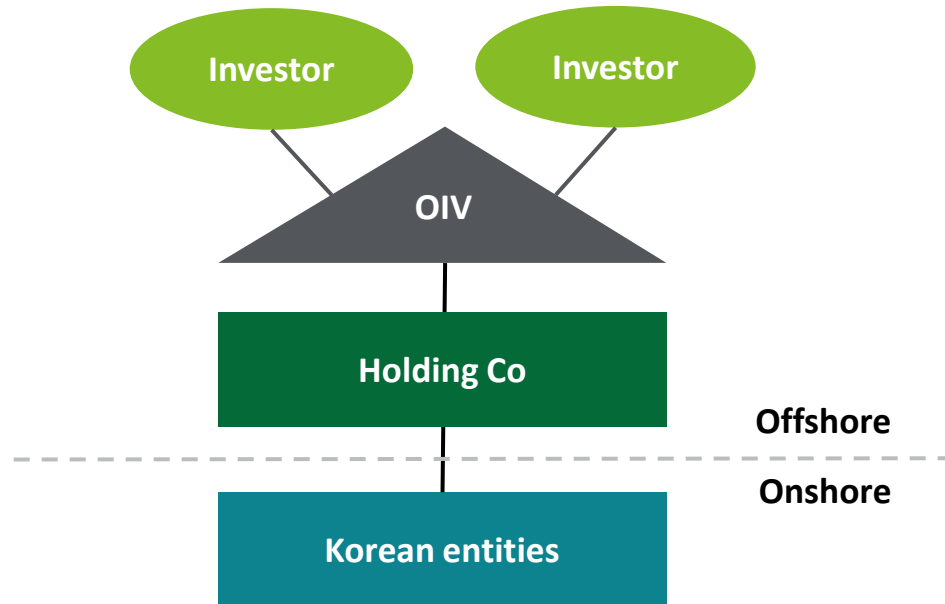 Investor
Investor
OIV
Holding Co
Offshore
Onshore
Korean entities